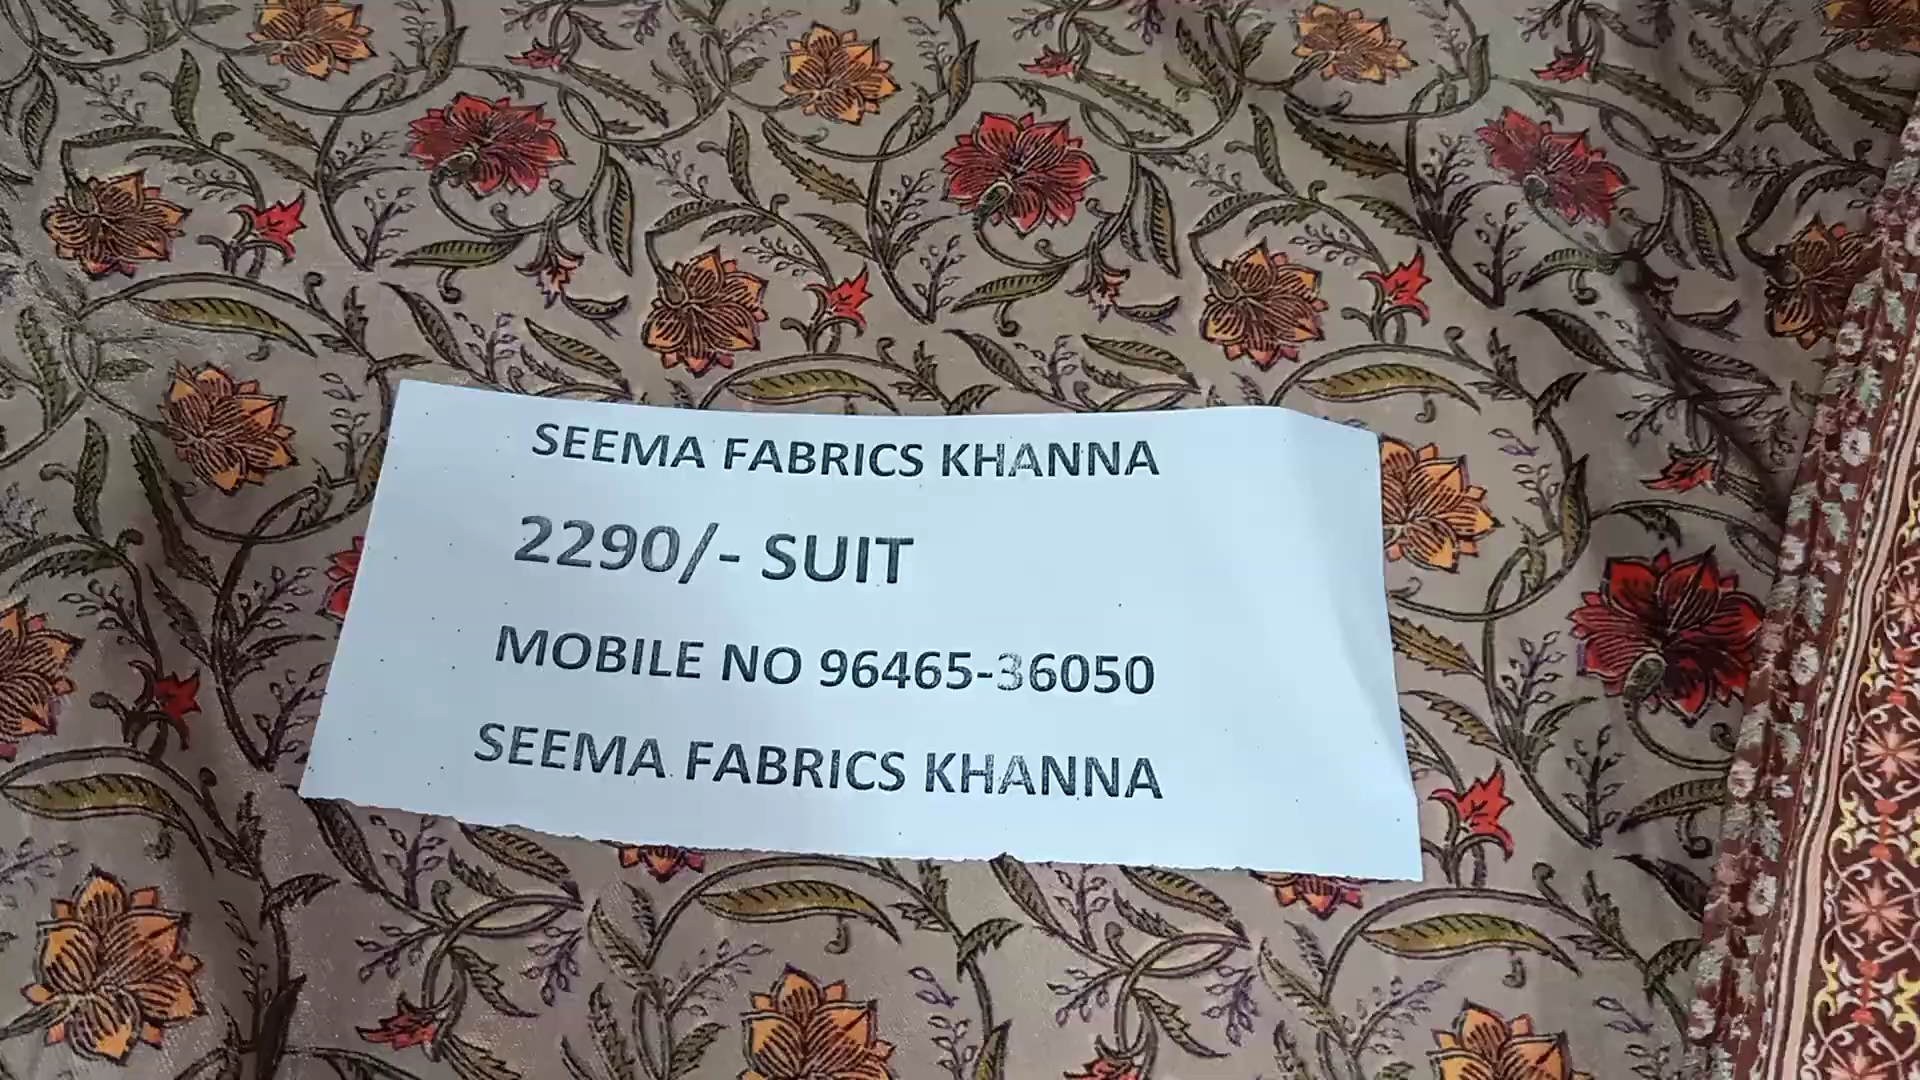 SEEMA FABRICS KHANNA
2290/- SUIT
MOBILE NO 96465-36050
SEEMA FABRICS KHANNA